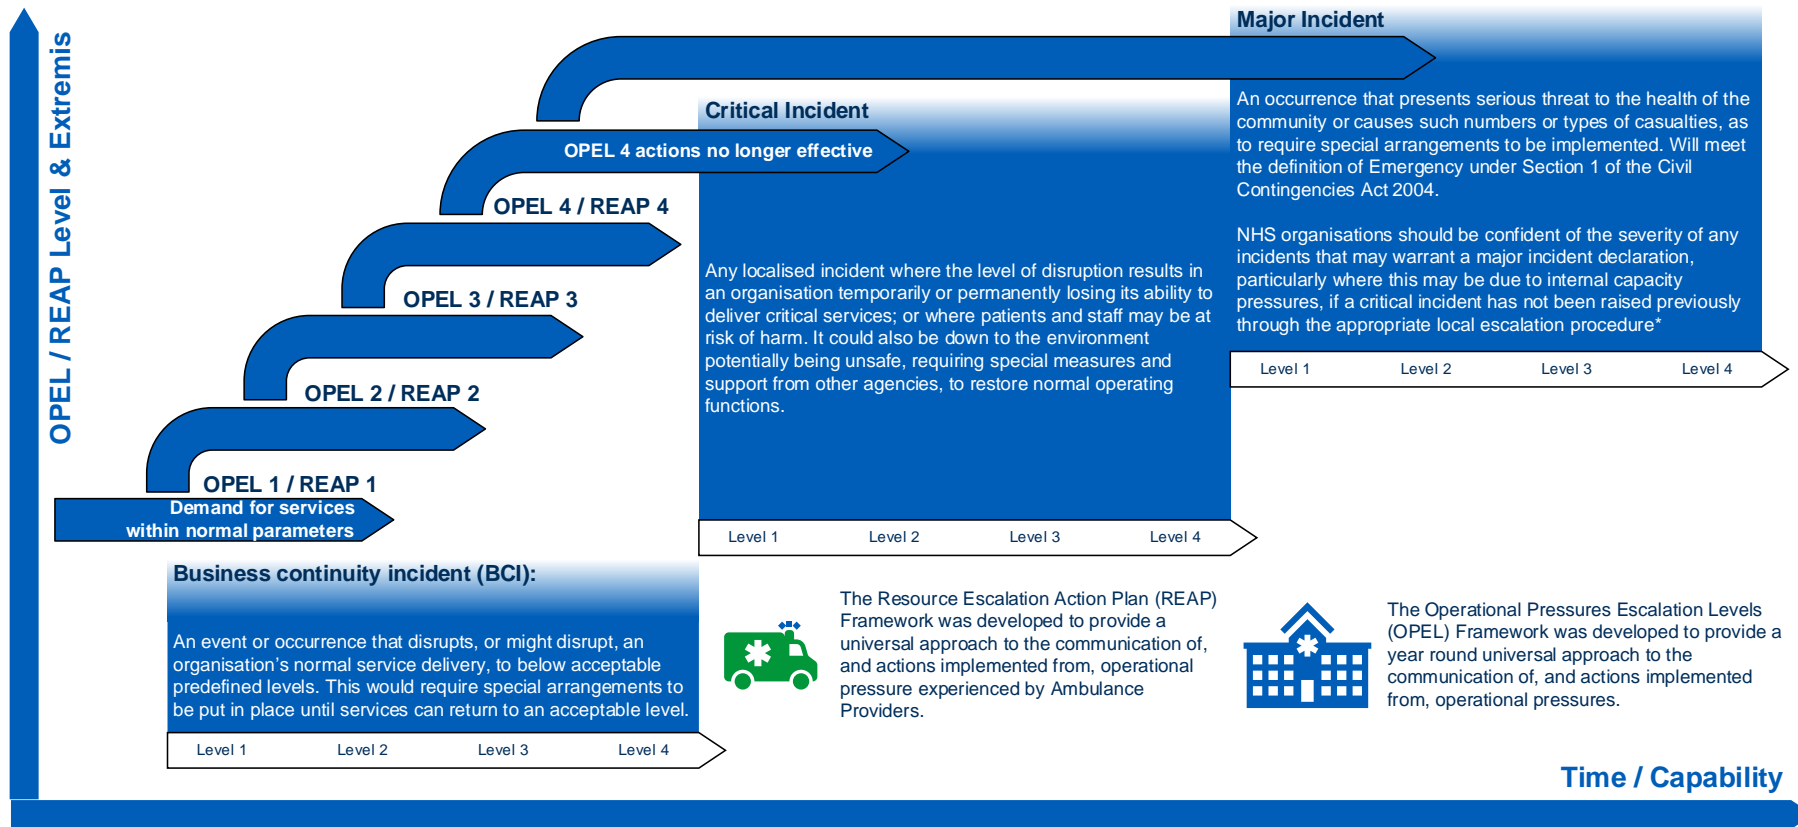 OPEL / REAP Level & Extremis
Major Incident
An occurrence that presents serious threat to the health of the
community or causes such numbers or types of casualties, as
to require special arrangements to be implemented. Will meet
the definition of Emergency under Section 1 of the Civil
Contingencies Act 2004.
NHS organisations should be confident of the severity of any
incidents that may warrant a major incident declaration,
particularly where this may be due to internal capacity
pressures, if a critical incident has not been raised previously
through the appropriate local escalation procedure*
Level 1 Level 2 Level 3 Level 4
Critical Incident
OPEL 4 actions no longer effective
Any localised incident where the level of disruption results in
an organisation temporarily or permanently losing its ability to
deliver critical services; or where patients and staff may be at
risk of harm. It could also be down to the environment
potentially being unsafe, requiring special measures and
support from other agencies, to restore normal operating
functions.
Level 1 Level 2 Level 3 Level 4
OPEL 4 / REAP 4
OPEL 3 / REAP 3
OPEL 2 / REAP 2
OPEL 1 / REAP 1
Demand for services
within normal parameters
Business continuity incident (BCI):
An event or occurrence that disrupts, or might disrupt, an
organisation's normal service delivery, to below acceptable
predefined levels. This would require special arrangements to
be put in place until services can return to an acceptable level.
Level 1 Level 2 Level 3 Level 4
The Resource Escalation Action Plan (REAP)
Framework was developed to provide a
universal approach to the communication of,
and actions implemented from, operational
pressure experienced by Ambulance
Providers.
The Operational Pressures Escalation Levels
(OPEL) Framework was developed to provide a
year round universal approach to the
communication of, and actions implemented
from, operational pressures.
Time / Capability